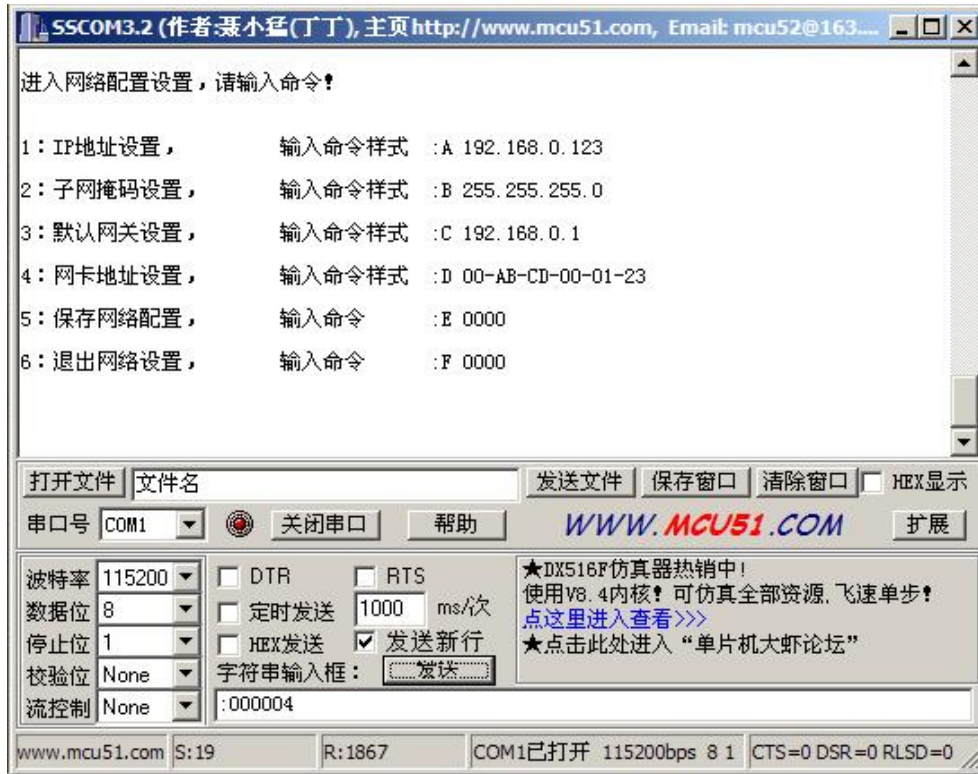 SSCOM3.2 (作者:聂小猛(丁丁), 主页http://www.mcu51.com, Email: mcu52@163....
进入网络配置设置，请输入命令！
1：IP地址设置， 输入命令样式 :A 192.168.0.123
2：子网掩码设置， 输入命令样式 :B 255.255.255.0
3：默认网关设置， 输入命令样式 :C 192.168.0.1
4：网卡地址设置， 输入命令样式 :D 00-AB-CD-00-01-23
5：保存网络配置， 输入命令 :E 0000
6：退出网络设置， 输入命令 :F 0000
打开文件 文件名 发送文件 保存窗口 清除窗口 HEX显示
串口号 COM1 关闭串口 帮助 WWW.MCU51.COM 扩展
波特率 115200 DTR RTS
数据位 8 定时发送 1000 ms/次
停止位 1 HEX发送 发送新行
校验位 None 字符串输入框： 发送
流控制 None :000004
★DX516F仿真器热销中!
使用V8.4内核！可仿真全部资源,飞速单步！
点这里进入查看>>>
★点击此处进入“单片机大虾论坛”
www.mcu51.com S:19 R:1867 COM1已打开 115200bps 8 1 CTS=0 DSR=0 RLSD=0